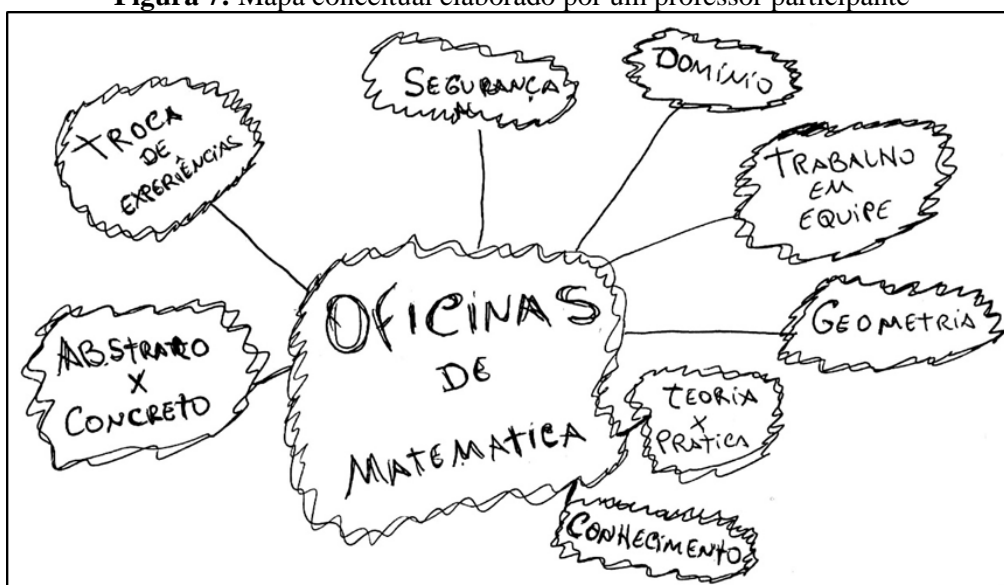 Figura 7: Mapa conceitual elaborado por um professor participante
TROCA
DE
EXPERIÊNCIAS
SEGURANÇA
DOMÍNIO
TRABALHO
EM
EQUIPE
ABSTRATO
X
CONCRETO
OFICINAS
DE
MATEMATICA
GEOMETRIA
TEORIA
X
PRÁTICA
CONHECIMENTO